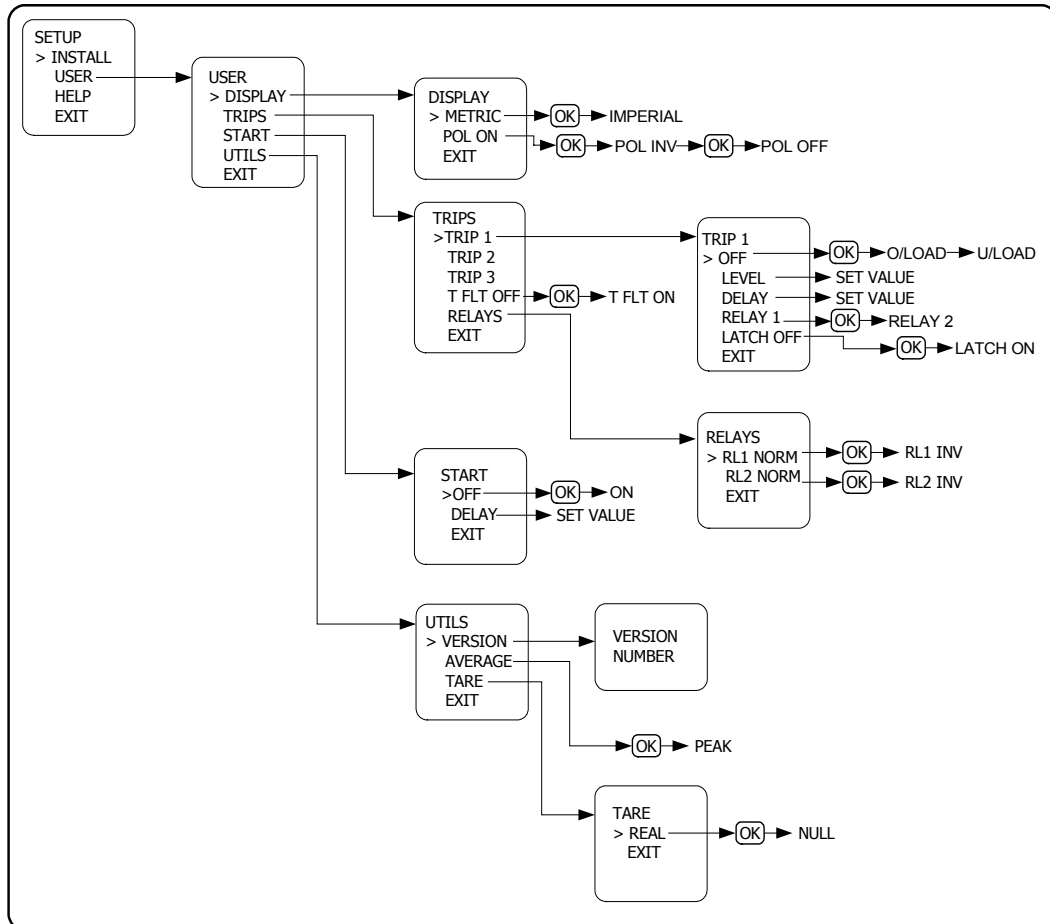 SETUP
> INSTALL
USER
HELP
EXIT
USER
> DISPLAY
TRIPS
START
UTILS
EXIT
DISPLAY
> METRIC OK IMPERIAL
POL ON OK POL INV OK POL OFF
EXIT
TRIPS
>TRIP 1
TRIP 2
TRIP 3
T FLT OFF OK T FLT ON
RELAYS
EXIT
TRIP 1
> OFF OK O/LOAD U/LOAD
LEVEL SET VALUE
DELAY SET VALUE
RELAY 1 OK RELAY 2
LATCH OFF OK LATCH ON
EXIT
RELAYS
> RL1 NORM OK RL1 INV
RL2 NORM OK RL2 INV
EXIT
START
>OFF OK ON
DELAY SET VALUE
EXIT
UTILS
> VERSION
AVERAGE
TARE
EXIT
VERSION
NUMBER
OK PEAK
TARE
> REAL OK NULL
EXIT